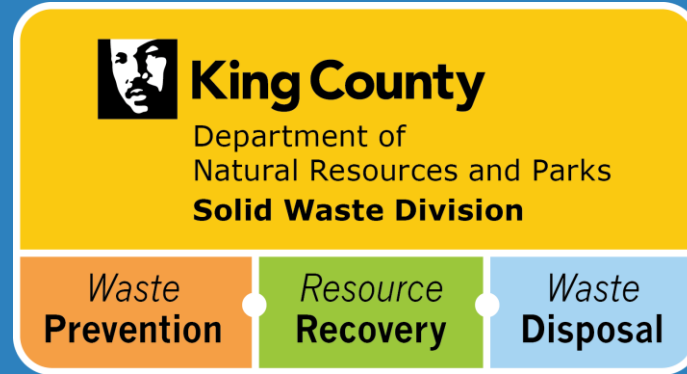 King County
Department of
Natural Resources and Parks
Solid Waste Division
Waste
Prevention
Resource
Recovery
Waste
Disposal